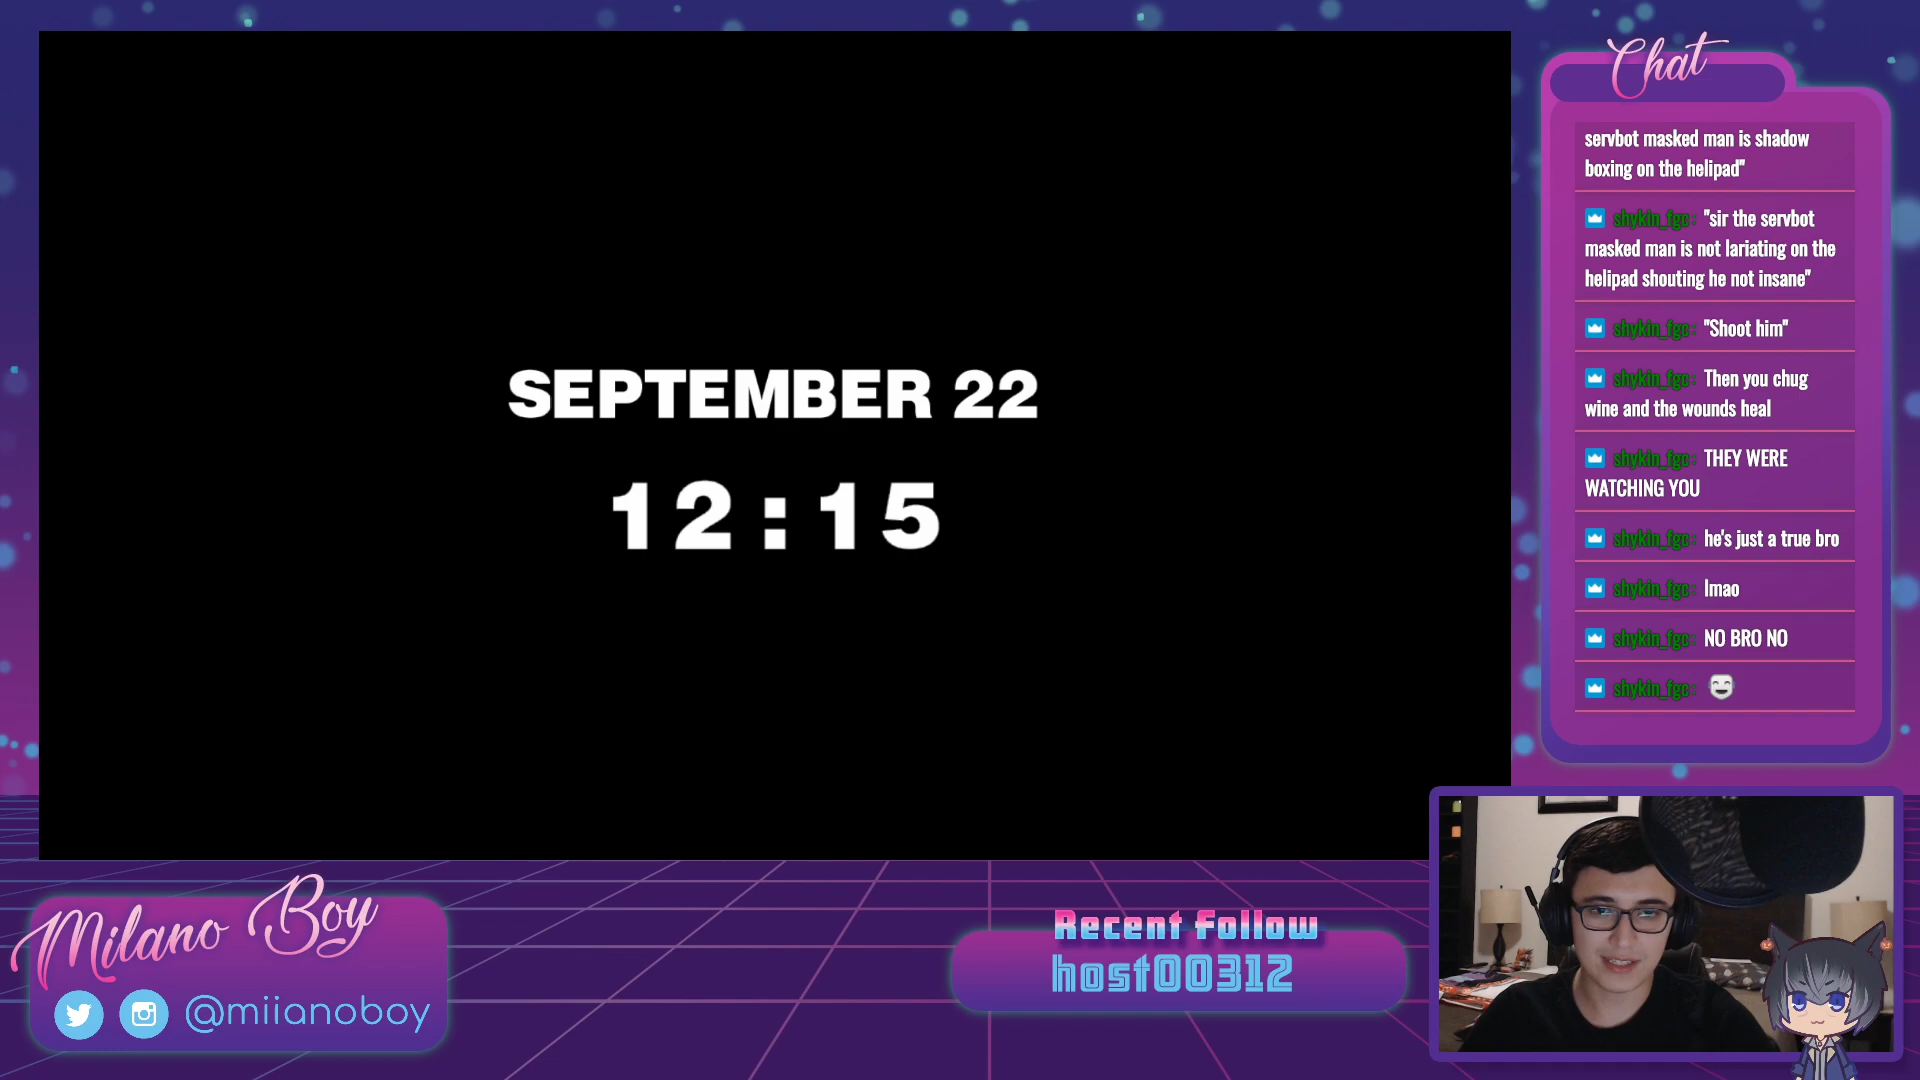 Chat
servbot masked man is shadow
boxing on the helipad"
shykin_fgc: "sir the servbot
masked man is not lariating on the
helipad shouting he not insane"
shykin_fgc: "Shoot him"
shykin_fgc: Then you chug
wine and the wounds heal
shykin_fgc: THEY WERE
WATCHING YOU
shykin_fgc: he's just a true bro
shykin_fgc: lmao
shykin_fgc: NO BRO NO
shykin_fgc:
SEPTEMBER 22
12:15
Milano Boy
@miianoboy
Recent Follow
host00312